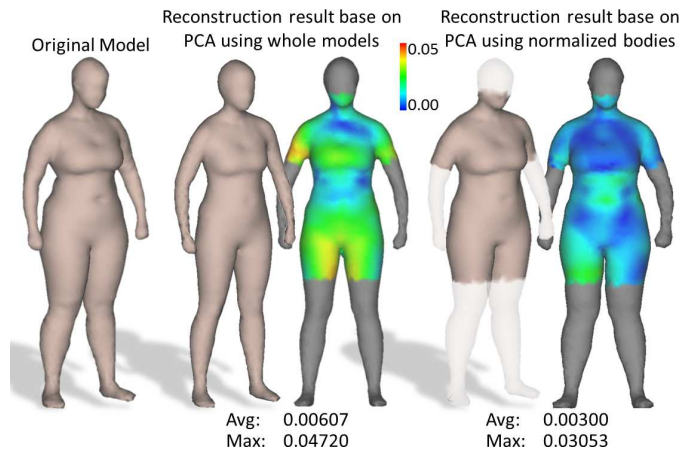 Original Model
Reconstruction result base on
PCA using whole models
0.05
0.00
Reconstruction result base on
PCA using normalized bodies
Avg: 0.00607
Max: 0.04720
Avg: 0.00300
Max: 0.03053